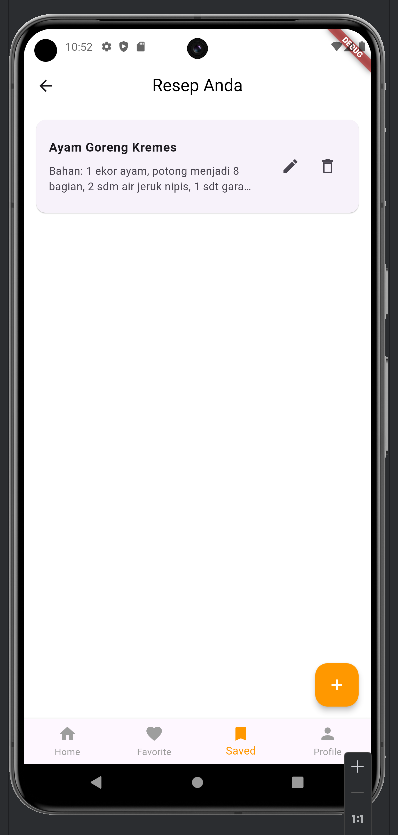 10:52
DEBUG
Resep Anda
Ayam Goreng Kremes
Bahan: 1 ekor ayam, potong menjadi 8
bagian, 2 sdm air jeruk nipis, 1 sdt gara...
Home
Favorite
Saved
Profile
1:1